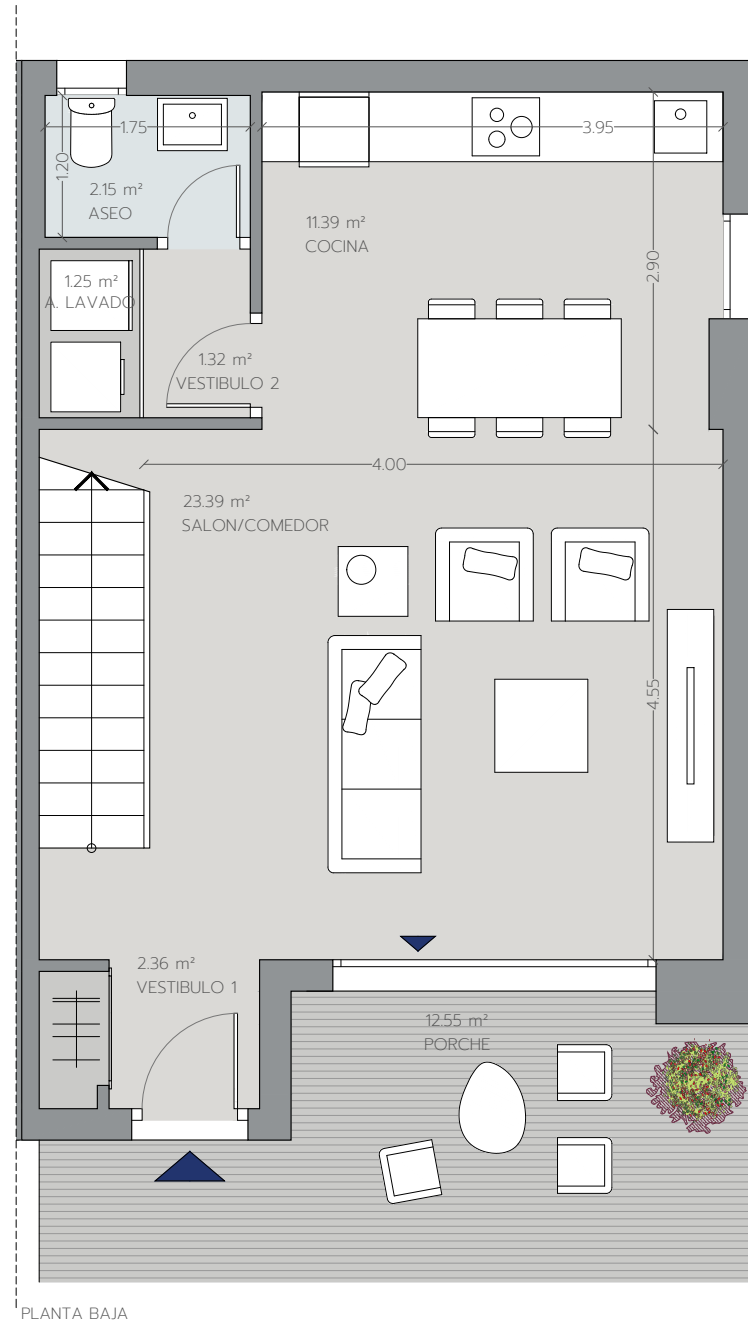 1.75
3.95
1.20
2.15 m²
ASEO
11.39 m²
COCINA
2.90
1.25 m²
A. LAVADO
1.32 m²
VESTIBULO 2
4.00
23.39 m²
SALON/COMEDOR
4.55
2.36 m²
VESTIBULO 1
12.55 m²
PORCHE
PLANTA BAJA